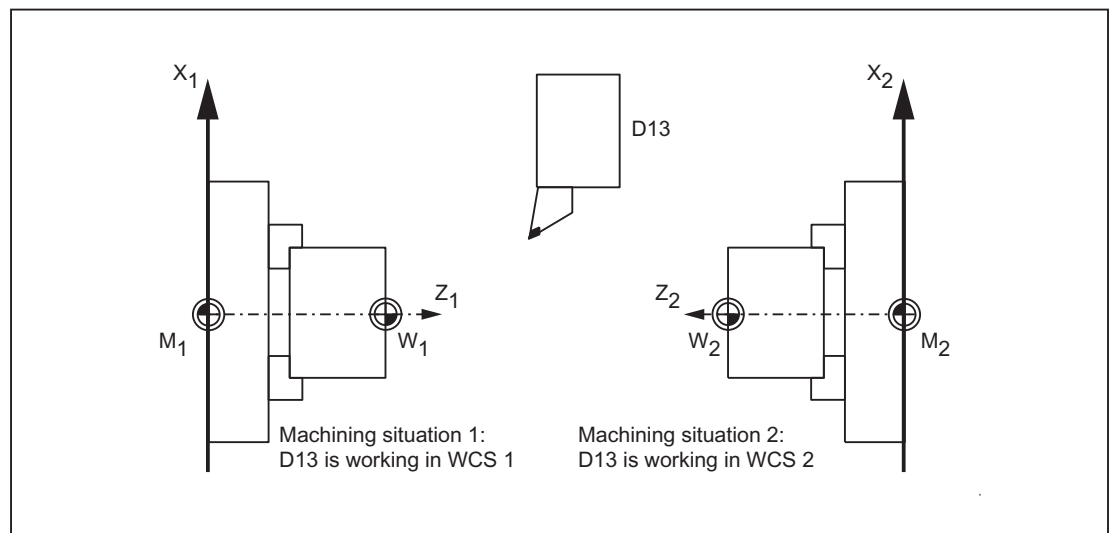 X1
X2
D13
Z1
Z2
M1
W1
W2
M2
Machining situation 1:
D13 is working in WCS 1
Machining situation 2:
D13 is working in WCS 2